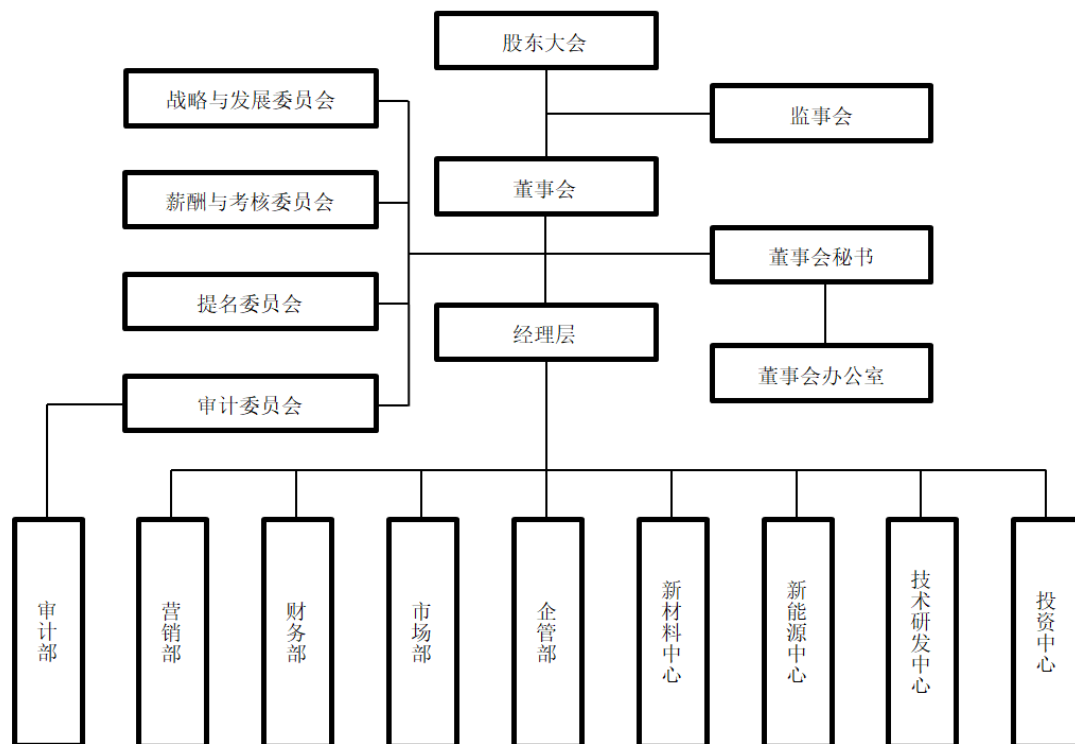 股东大会
战略与发展委员会
监事会
薪酬与考核委员会
董事会
董事会秘书
提名委员会
经理层
董事会办公室
审计委员会
审计部
营销部
财务部
市场部
企管部
新材料中心
新能源中心
技术研发中心
投资中心